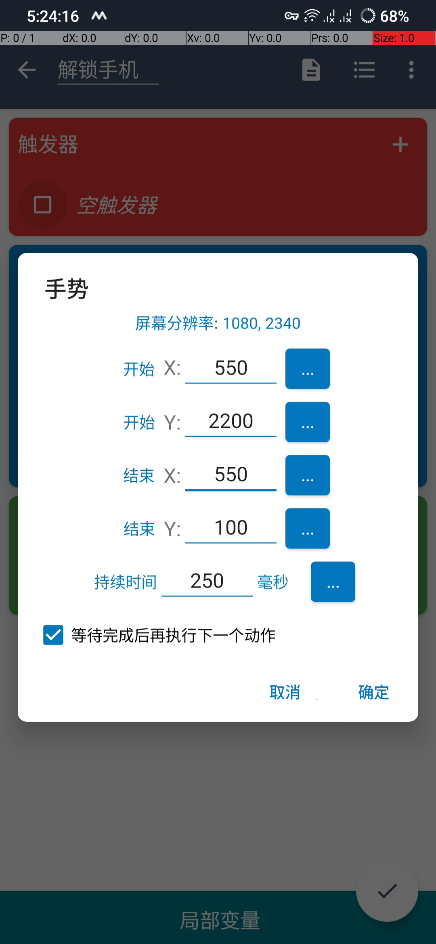 5:24:16 68%
P: 0 / 1 dX: 0.0 dY: 0.0 Xv: 0.0 Yv: 0.0 Prs: 0.0 Size: 1.0
解锁手机
触发器
空触发器
手势
屏幕分辨率: 1080, 2340
开始 X: 550 ...
开始 Y: 2200 ...
结束 X: 550 ...
结束 Y: 100 ...
持续时间 250 毫秒 ...
等待完成后再执行下一个动作
取消 确定
局部变量